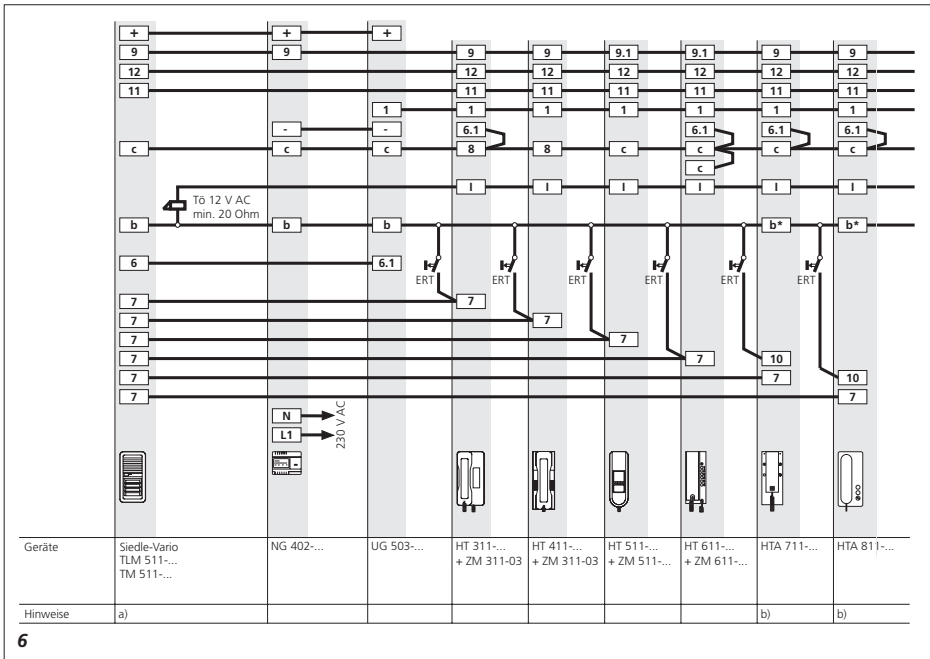 + + +
9 9 9 9 9.1 9.1 9 9
12 12 12 12 12 12 12
11 11 11 11 11 11 11
1 1 1 1 1 1 1
- - 6.1 6.1 6.1 6.1
c c c 8 8 c c c c
c
I I I I I I
Tö 12 V AC
min. 20 Ohm
b b b b* b*
6 6.1
ERT ERT ERT ERT ERT ERT
7 7
7 7
7 7
7 7 10
7 7 10
7 7
N
L1
230 V AC
Geräte
Siedle-Vario
TLM 511-...
TM 511-...
NG 402-...
UG 503-...
HT 311-...
+ ZM 311-03
HT 411-...
+ ZM 311-03
HT 511-...
+ ZM 511-...
HT 611-...
+ ZM 611-...
HTA 711-...
HTA 811-...
Hinweise a) b) b)
6